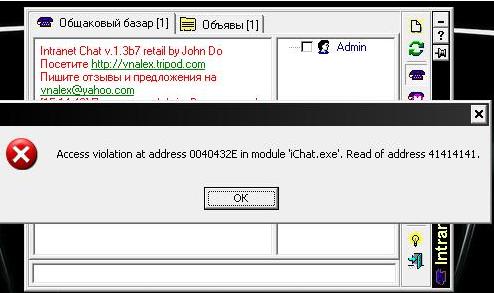 Общаковый базар [1]
Объявы [1]
Intranet Chat v.1.3b7 retail by John Do
Посетите http://vnalex.tripod.com
Пишите отзывы и предложения на
vnalex@yahoo.com
Admin
?
Access violation at address 0040432E in module 'iChat.exe'. Read of address 41414141.
OK
Intran